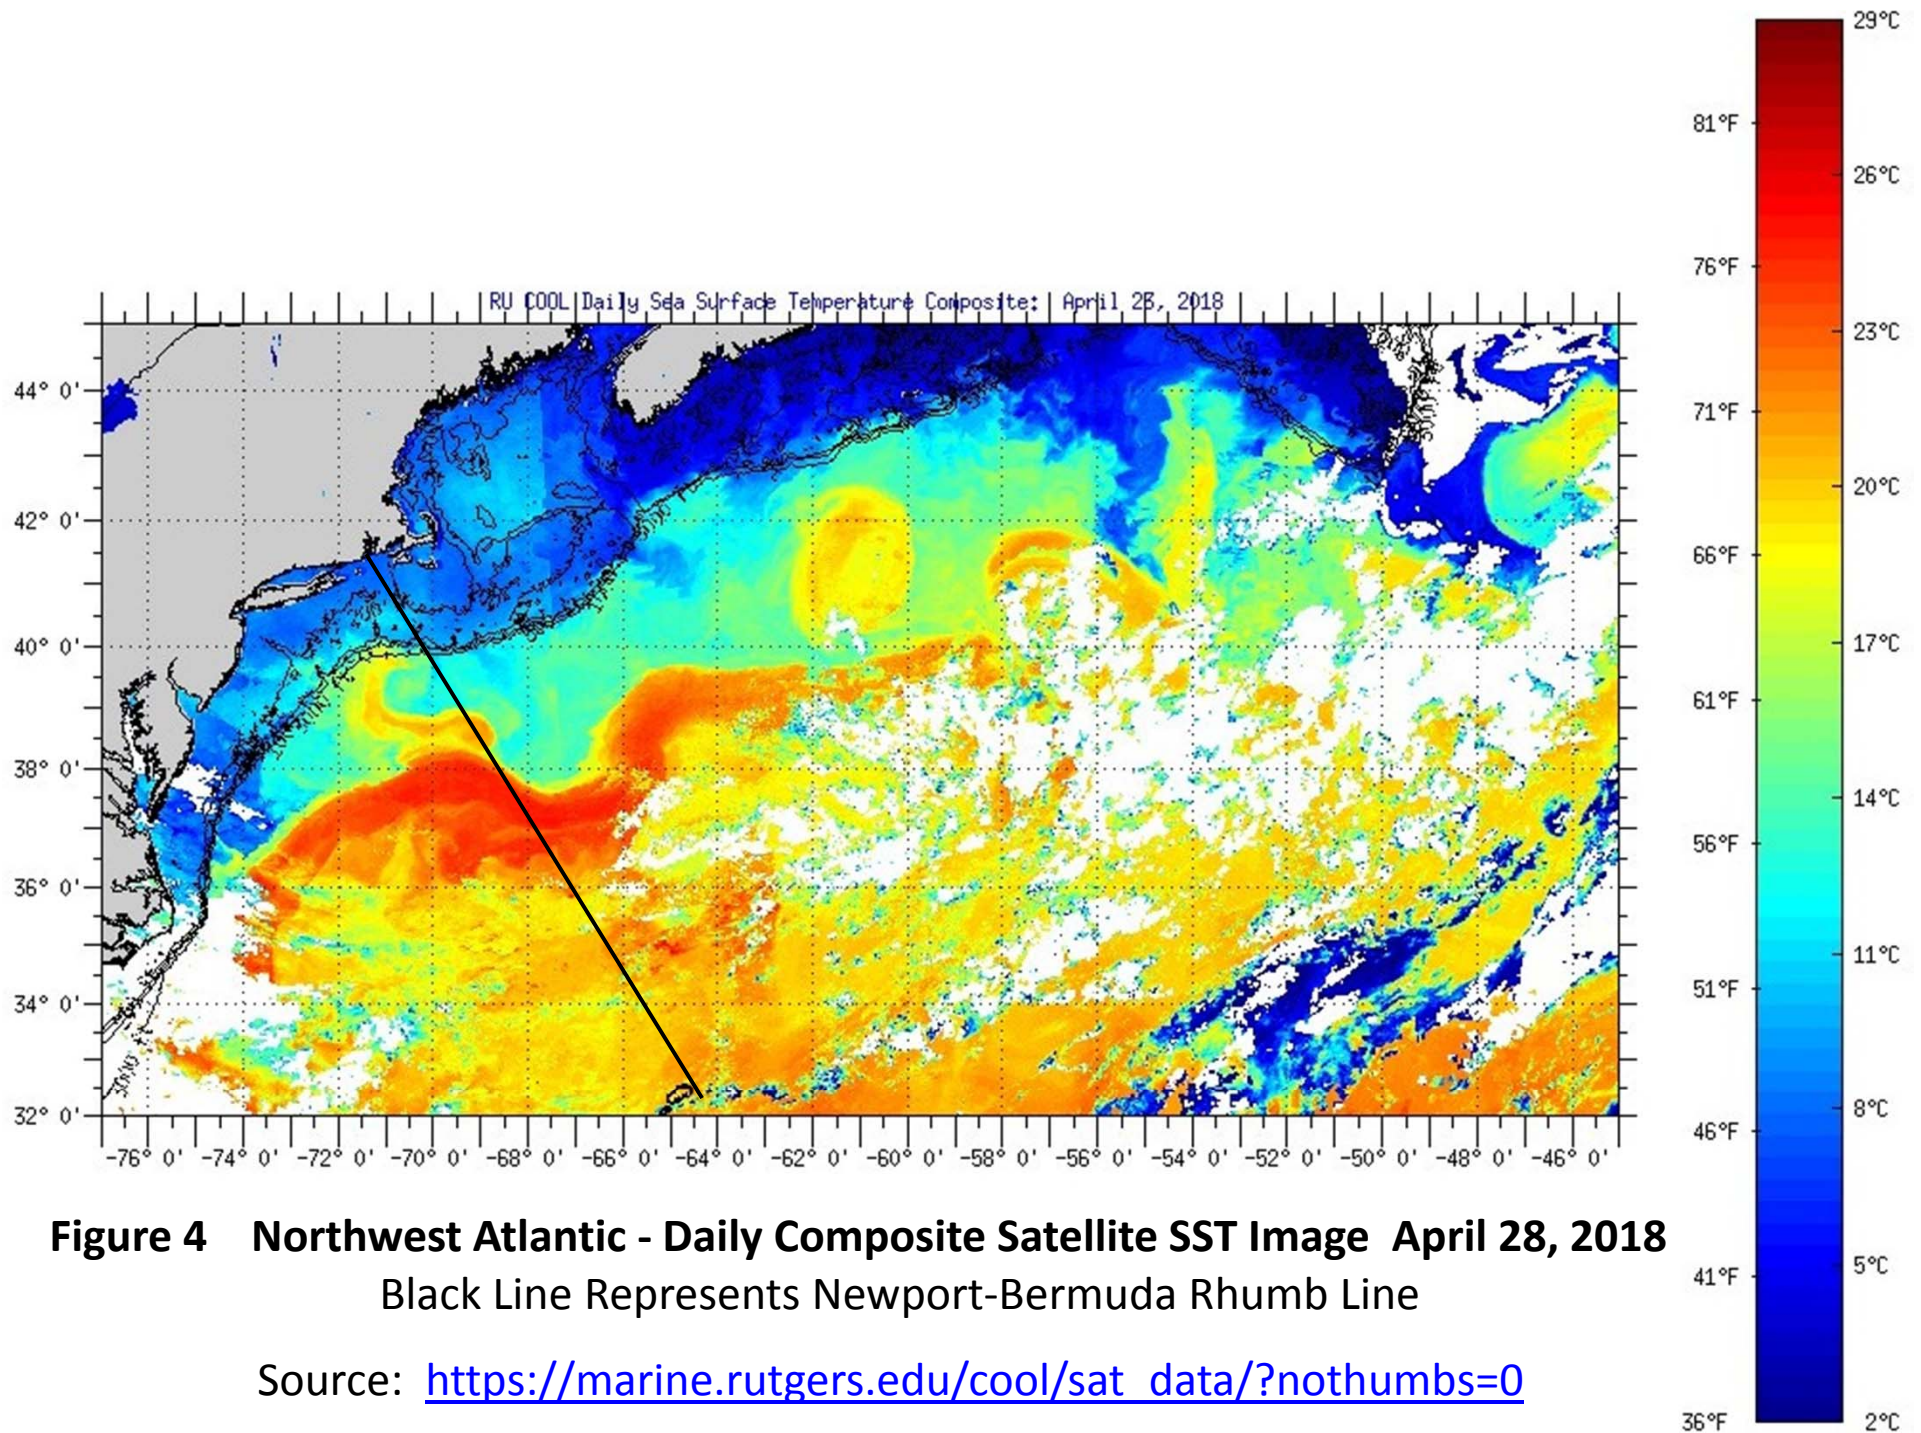 RU COOL Daily Sea Surface Temperature Composite: April 28, 2018
29°C
81°F
26°C
76°F
23°C
71°F
20°C
66°F
17°C
61°F
14°C
56°F
11°C
51°F
8°C
46°F
5°C
41°F
36°F
2°C
44° 0'
42° 0'
40° 0'
38° 0'
36° 0'
34° 0'
32° 0'
-76° 0' -74° 0' -72° 0' -70° 0' -68° 0' -66° 0' -64° 0' -62° 0' -60° 0' -58° 0' -56° 0' -54° 0' -52° 0' -50° 0' -48° 0' -46° 0'
Figure 4 Northwest Atlantic - Daily Composite Satellite SST Image April 28, 2018
Black Line Represents Newport-Bermuda Rhumb Line
Source: https://marine.rutgers.edu/cool/sat_data/?nothumbs=0